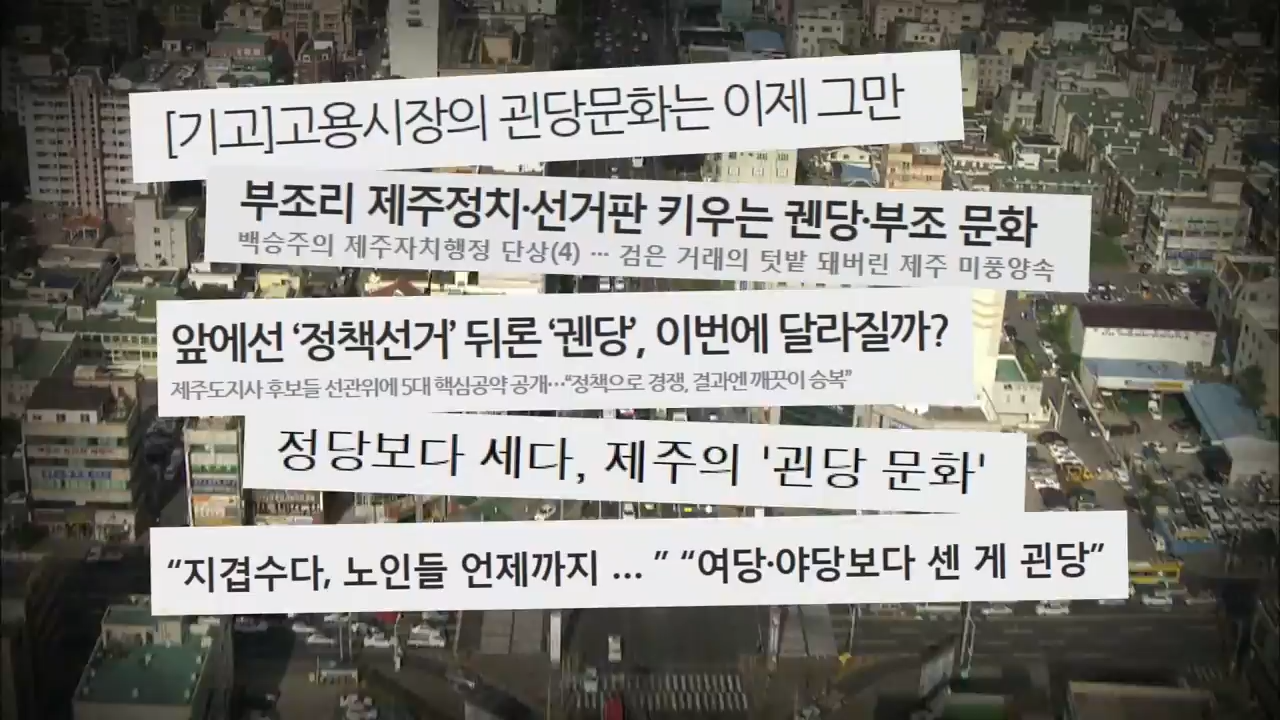 [기고]고용시장의 괸당문화는 이제 그만
부조리 제주정치·선거판 키우는 궨당·부조 문화
백승주의 제주자치행정 단상(4) … 검은 거래의 텃밭 돼버린 제주 미풍양속
앞에선 ‘정책선거’ 뒤론 ‘궨당’, 이번에 달라질까?
제주도지사 후보들 선관위에 5대 핵심공약 공개…“정책으로 경쟁, 결과엔 깨끗이 승복”
정당보다 세다, 제주의 '괸당 문화'
“지겹수다, 노인들 언제까지 … ” “여당·야당보다 센 게 괸당”